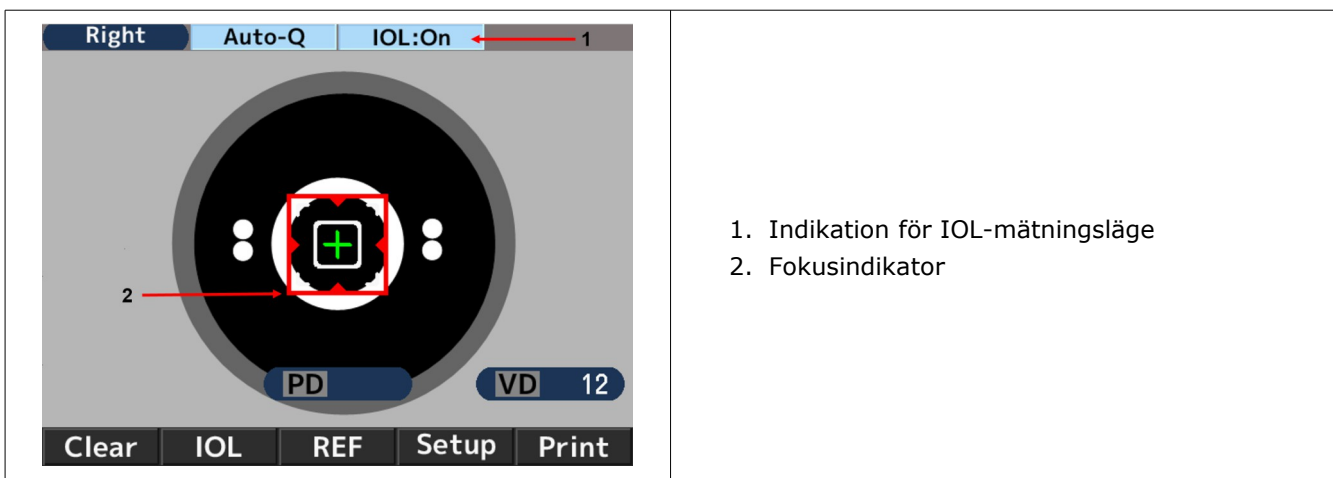 Right Auto-Q IOL:On 1
2
PD VD 12
Clear IOL REF Setup Print
1. Indikation för IOL-mätningsläge
2. Fokusindikator